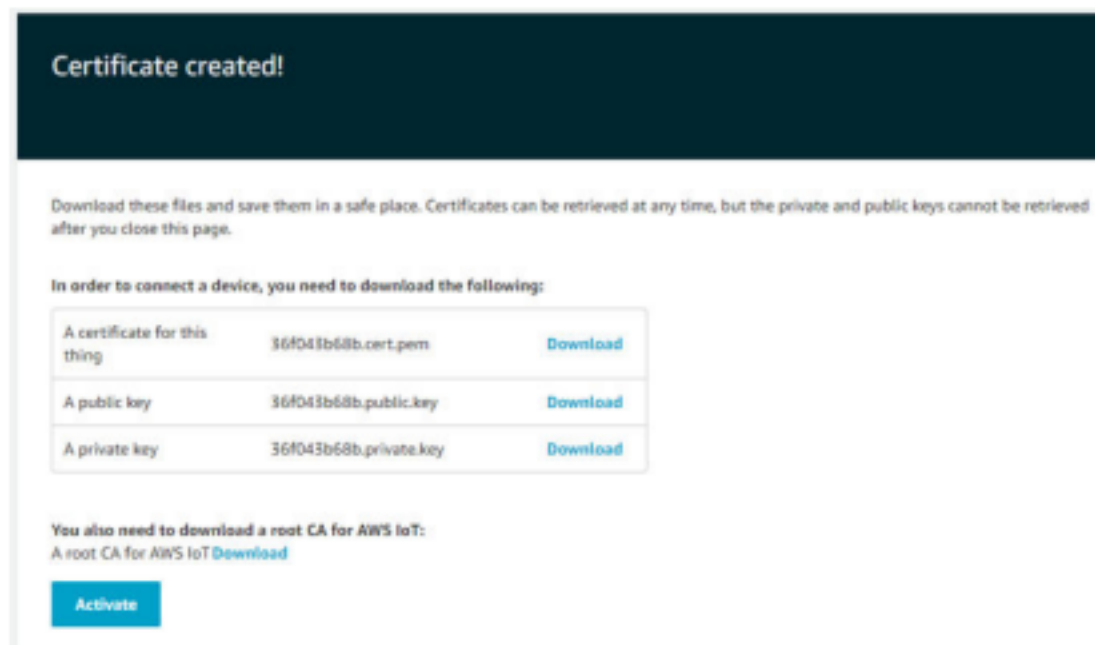 Certificate created!
Download these files and save them in a safe place. Certificates can be retrieved at any time, but the private and public keys cannot be retrieved
after you close this page.
In order to connect a device, you need to download the following:
A certificate for this
thing
36f043b68b.cert.pem Download
A public key 36f043b68b.public.key Download
A private key 36f043b68b.private.key Download
You also need to download a root CA for AWS IoT:
A root CA for AWS IoT Download
Activate